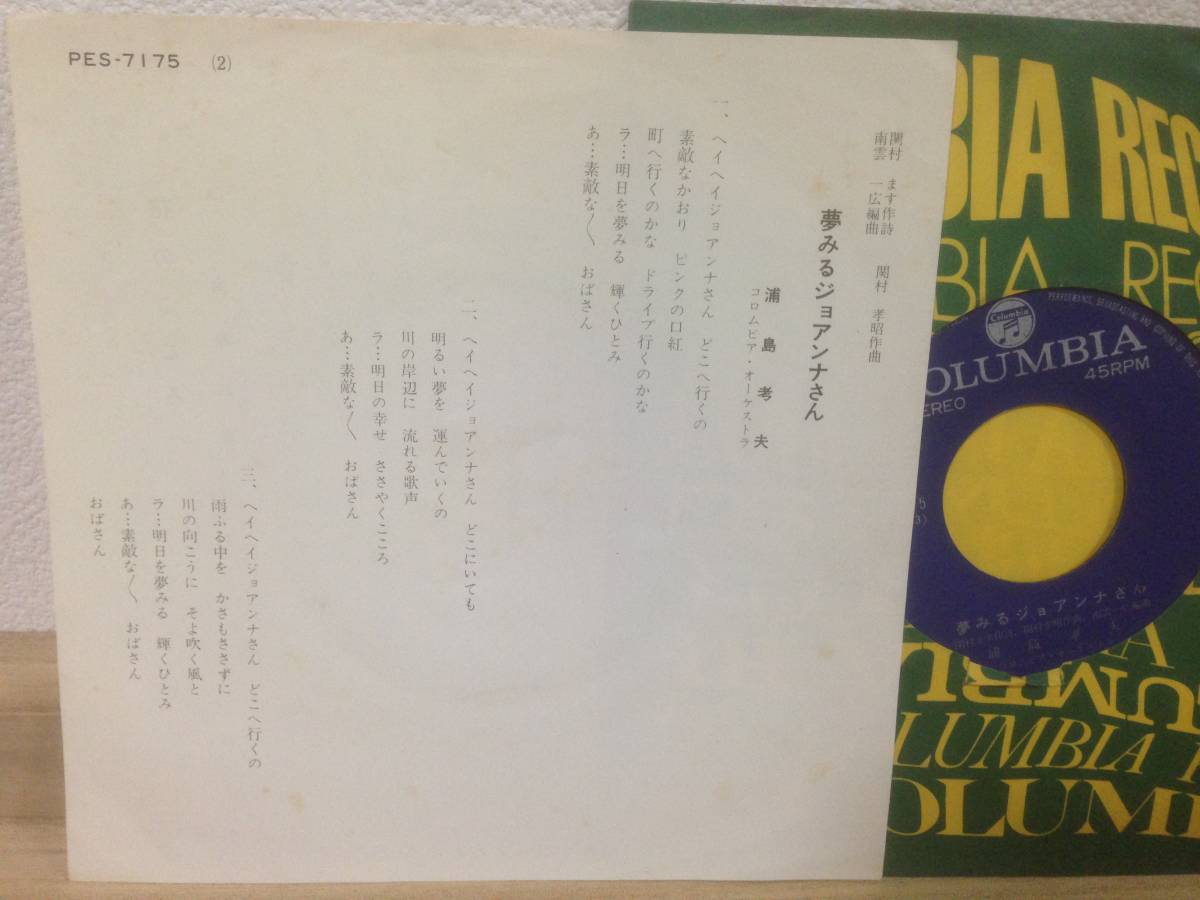 PES-7175 (2)
関村 ます作詩 関村 孝昭作曲
南雲 一広編曲
夢みるジョアンナさん
浦島考夫
コロムビア・オーケストラ
一、ヘイヘイジョアンナさん どこへ行くの
素敵なかおり ピンクの口紅
町へ行くのかな ドライブ行くのかな
ラ…明日を夢みる 輝くひとみ
あ…素敵な〱 おばさん
二、ヘイヘイジョアンナさん どこにいても
明るい夢を 運んでいくの
川の岸辺に 流れる歌声
ラ…明日の幸せ ささやくこころ
あ…素敵な〱 おばさん
三、ヘイヘイジョアンナさん どこへ行くの
雨ふる中を かさもささずに
川の向こうに そよ吹く風と
ラ…明日を夢みる 輝くひとみ
あ…素敵な〱 おばさん
おばさん
BIA REC
BIA REC
Columbia
OLUMBIA
45RPM
EREO
夢みるジョアンナさん
UMBL
LUMBIA
OLUMI